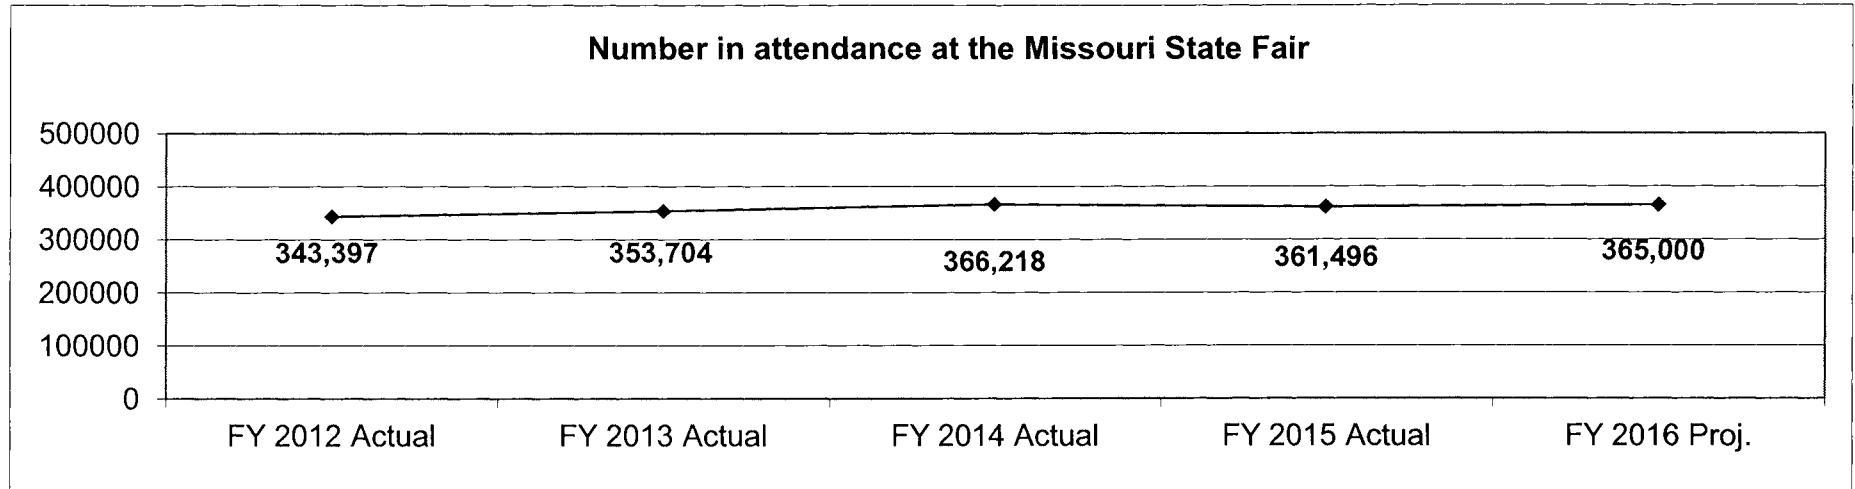 Number in attendance at the Missouri State Fair
500000
400000
300000
200000
100000
0
343,397
353,704
366,218
361,496
365,000
FY 2012 Actual
FY 2013 Actual
FY 2014 Actual
FY 2015 Actual
FY 2016 Proj.